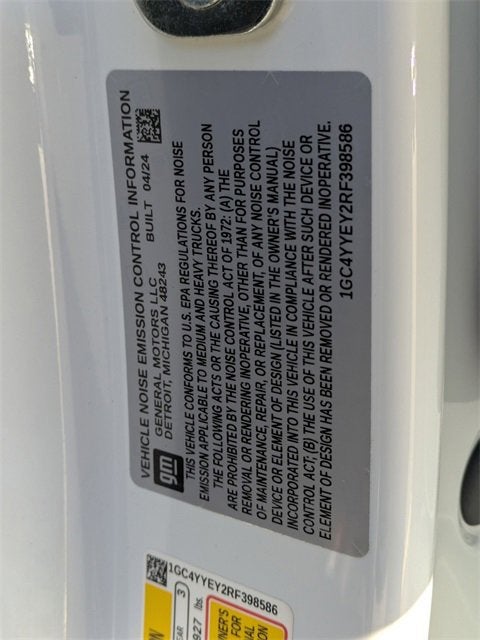 VEHICLE NOISE EMISSION CONTROL INFORMATION
GENERAL MOTORS LLC
DETROIT, MICHIGAN 48243 BUILT 04/24
gm
THIS VEHICLE CONFORMS TO U.S. EPA REGULATIONS FOR NOISE
EMISSION APPLICABLE TO MEDIUM AND HEAVY TRUCKS.
THE FOLLOWING ACTS OR THE CAUSING THEREOF BY ANY PERSON
ARE PROHIBITED BY THE NOISE CONTROL ACT OF 1972: (A) THE
REMOVAL OR RENDERING INOPERATIVE, OTHER THAN FOR PURPOSES
OF MAINTENANCE, REPAIR, OR REPLACEMENT, OF ANY NOISE CONTROL
DEVICE OR ELEMENT OF DESIGN (LISTED IN THE OWNER'S MANUAL)
INCORPORATED INTO THIS VEHICLE IN COMPLIANCE WITH THE NOISE
CONTROL ACT; (B) THE USE OF THIS VEHICLE AFTER SUCH DEVICE OR
ELEMENT OF DESIGN HAS BEEN REMOVED OR RENDERED INOPERATIVE.
1GC4YYEY2RF398586
1GC4YYEY2RF398586
3
927 lbs.